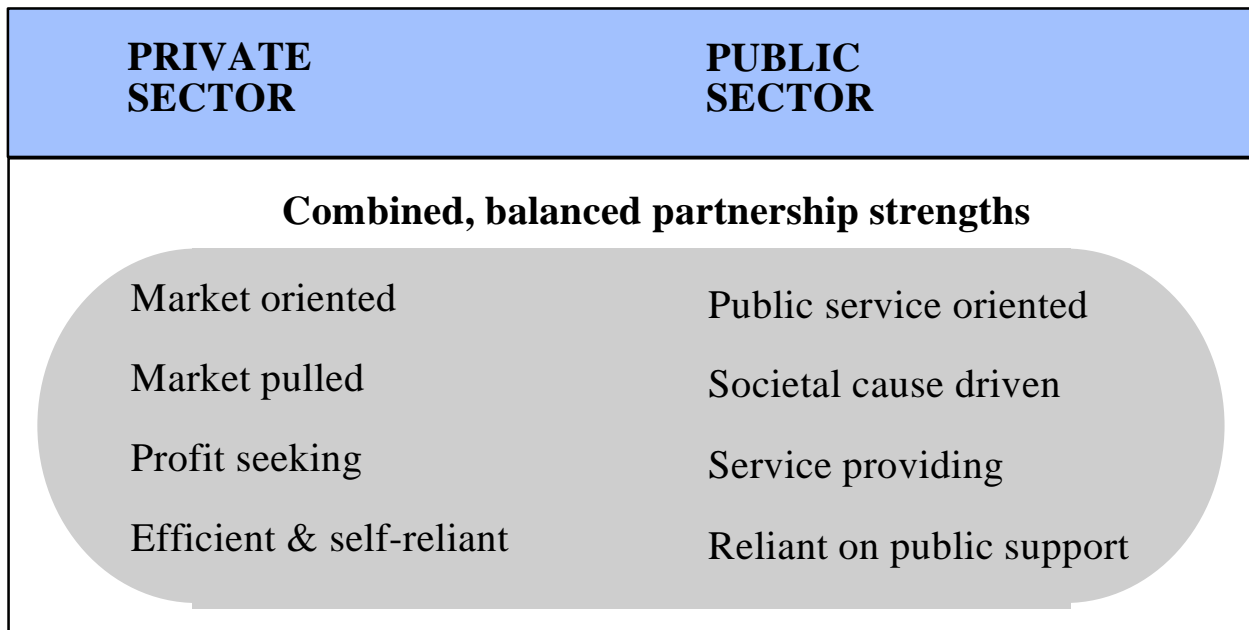 PRIVATE
SECTOR
PUBLIC
SECTOR
Combined, balanced partnership strengths
Market oriented
Public service oriented
Market pulled
Societal cause driven
Profit seeking
Service providing
Efficient & self-reliant
Reliant on public support